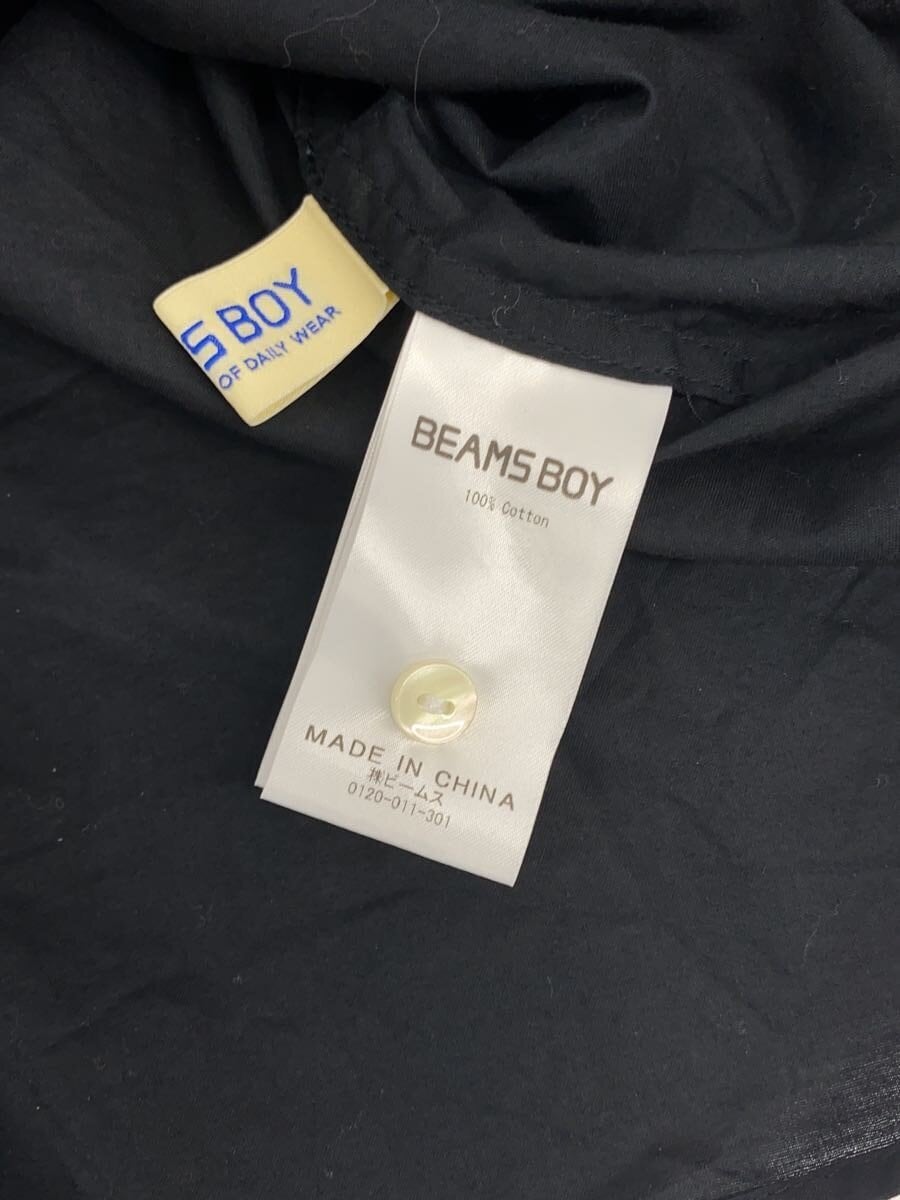 S BOY
OF DAILY WEAR
BEAMS BOY
100% Cotton
MADE IN CHINA
㈱ビームス
0120-011-301